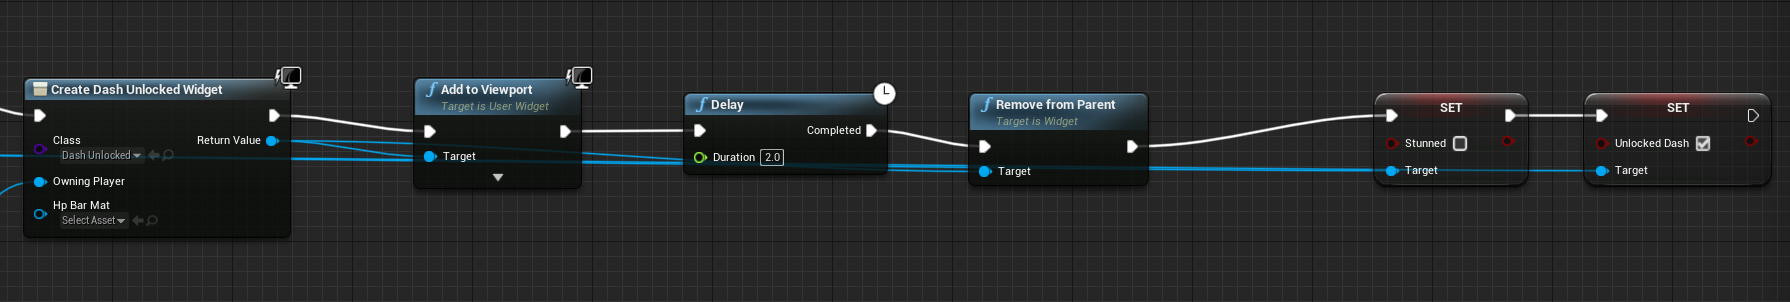 Create Dash Unlocked Widget
Class
Dash Unlocked
Return Value
Owning Player
Hp Bar Mat
Select Asset
f Add to Viewport
Target is User Widget
Target
f Delay
Completed
Duration 2.0
f Remove from Parent
Target is Widget
Target
SET
Stunned
Target
SET
Unlocked Dash
Target